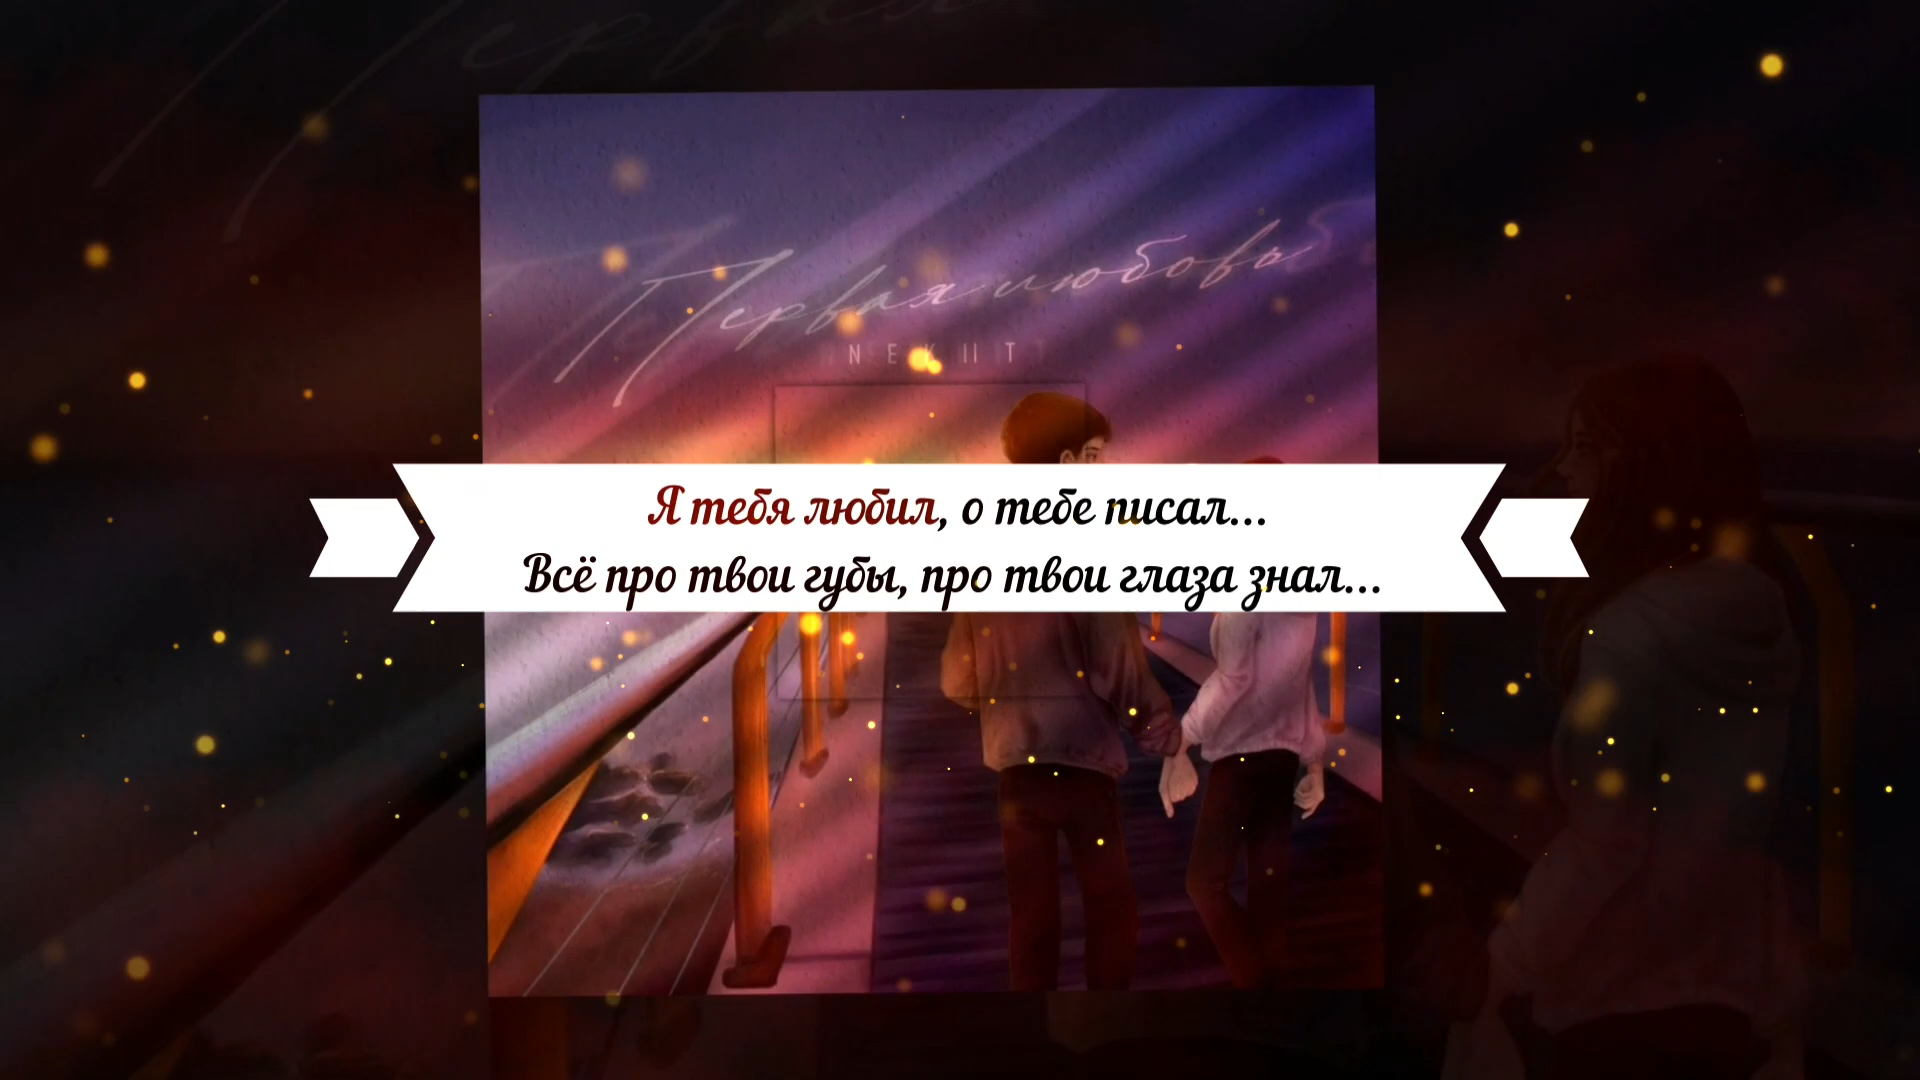 Первая любовь
NEKIIT
Я тебя любил, о тебе писал...
Всё про твои губы, про твои глаза знал...